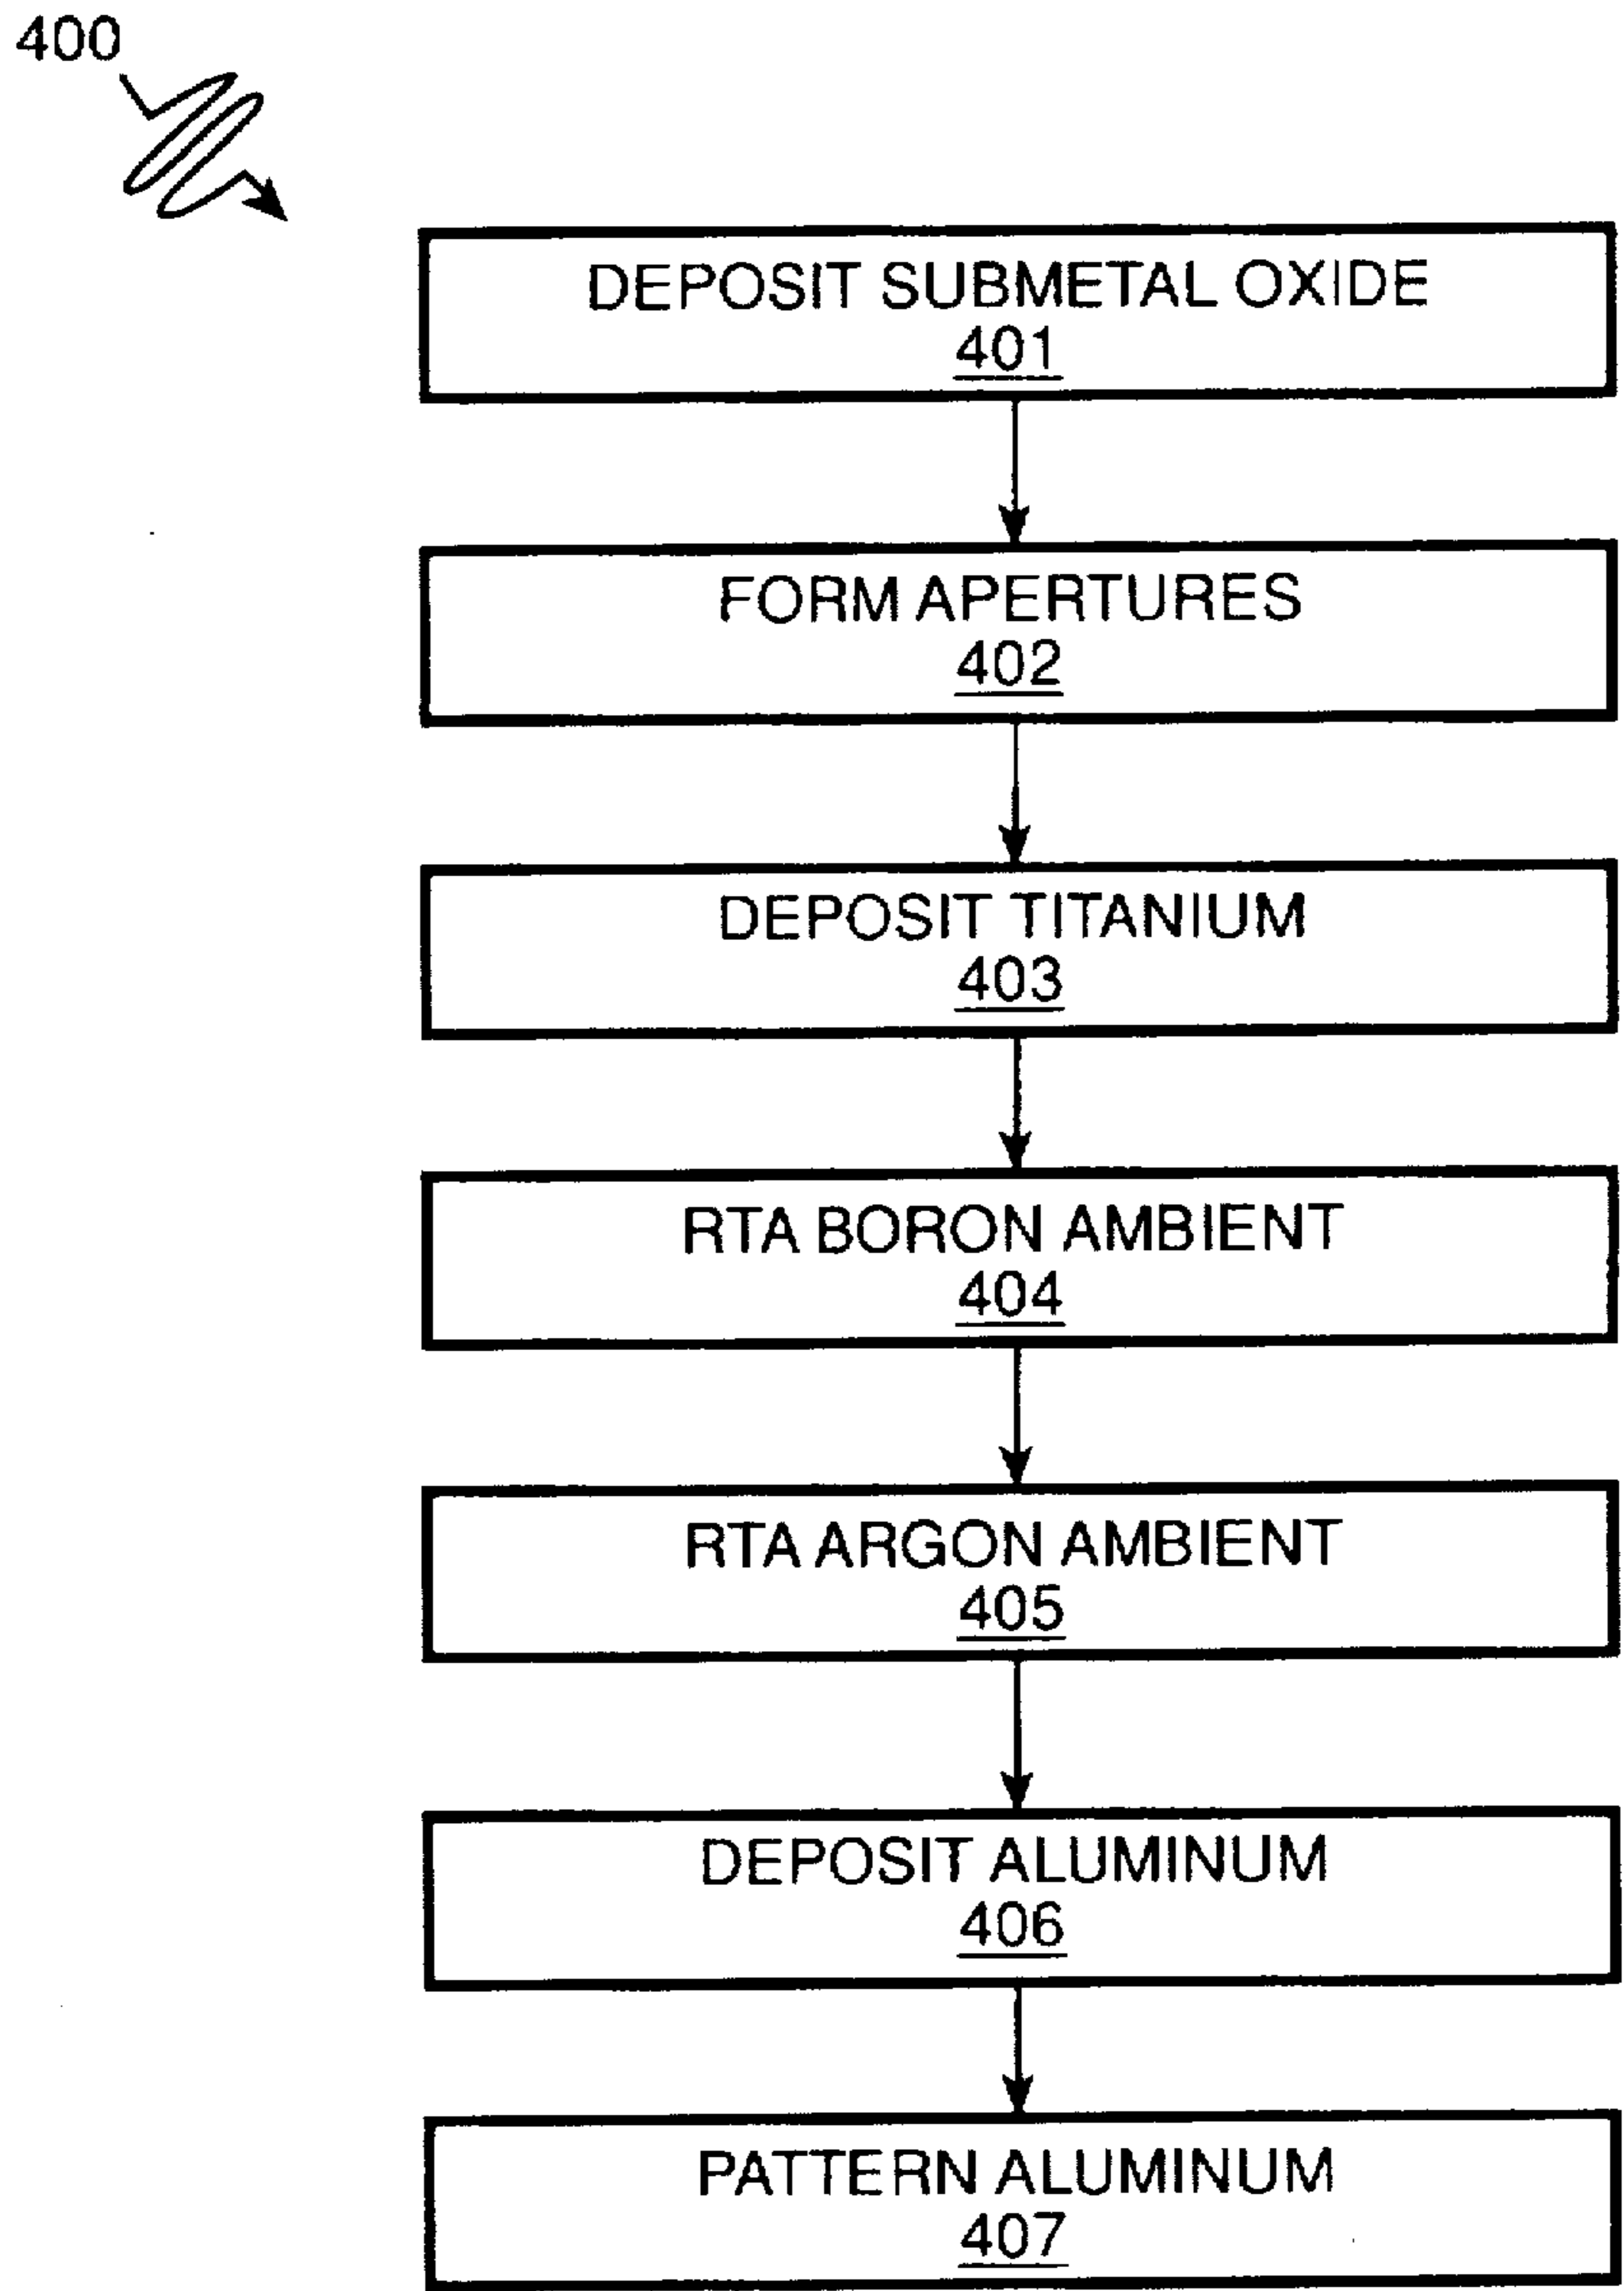 400
DEPOSIT SUBMETAL OXIDE
401
FORM APERTURES
402
DEPOSIT TITANIUM
403
RTA BORON AMBIENT
404
RTA ARGON AMBIENT
405
DEPOSIT ALUMINUM
406
PATTERN ALUMINUM
407